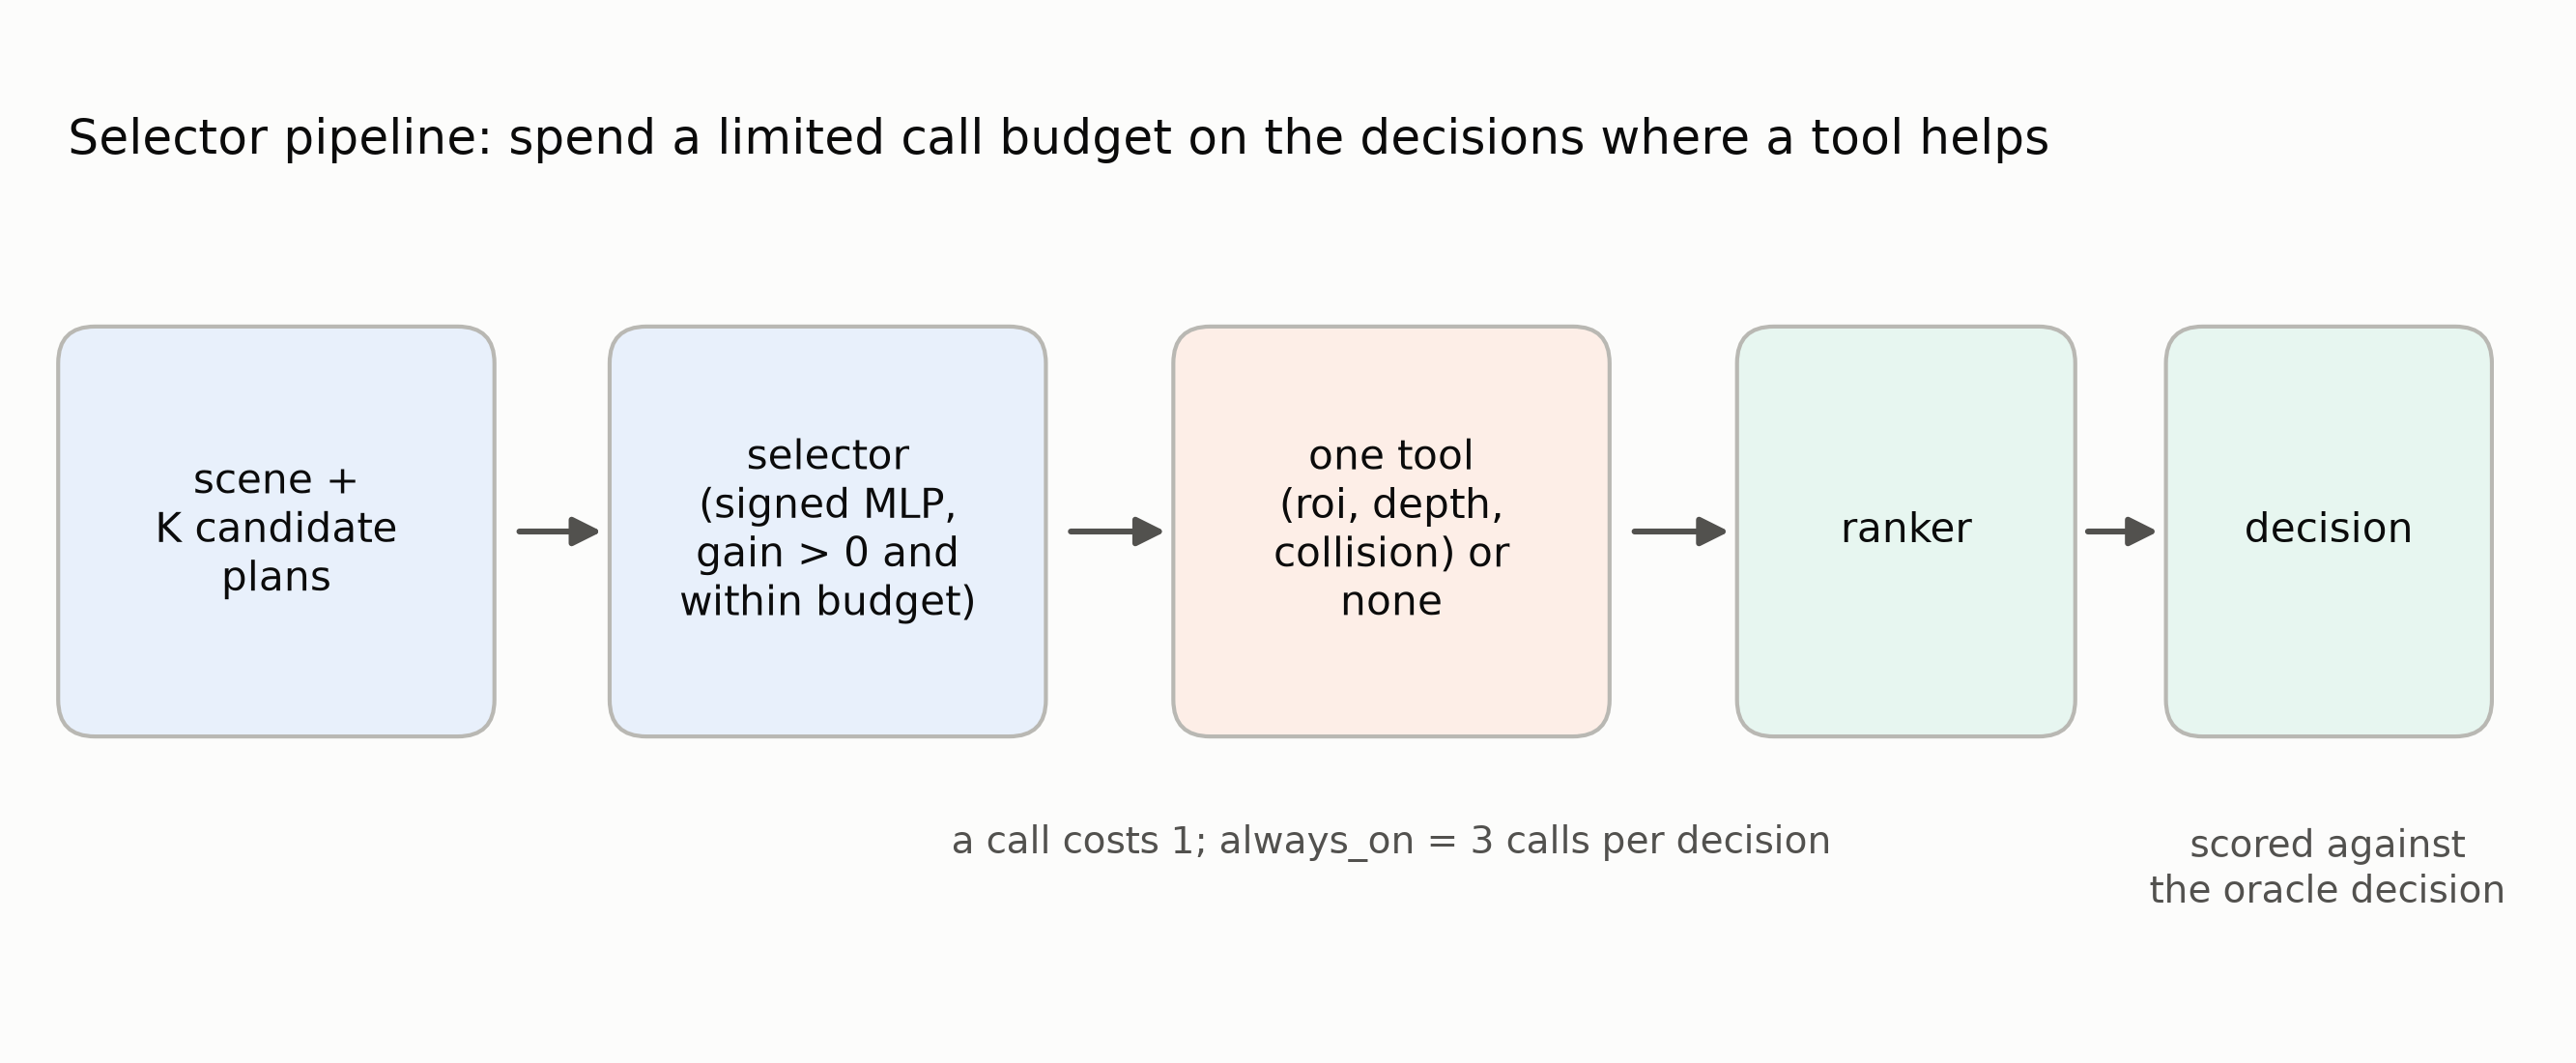 Selector pipeline: spend a limited call budget on the decisions where a tool helps
scene +
K candidate
plans
selector
(signed MLP,
gain > 0 and
within budget)
one tool
(roi, depth,
collision) or
none
ranker
decision
a call costs 1; always_on = 3 calls per decision
scored against
the oracle decision